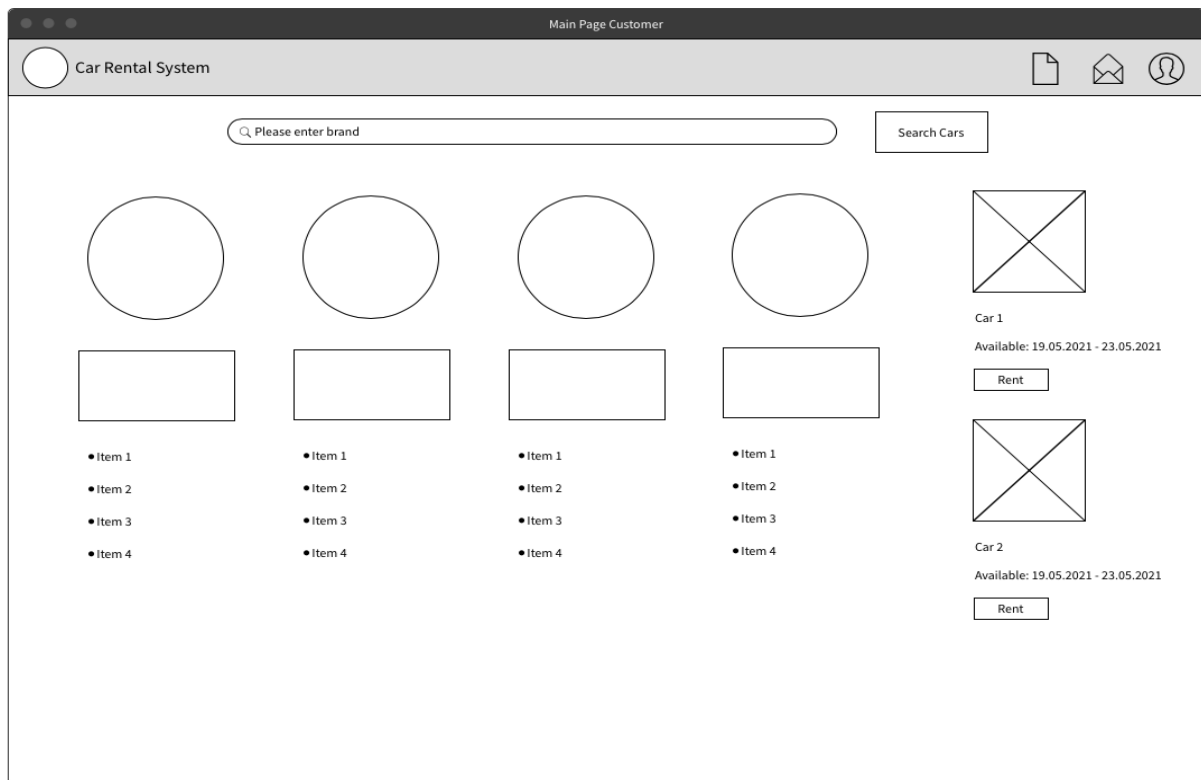 Main Page Customer
Car Rental System
Please enter brand
Search Cars
Item 1
Item 2
Item 3
Item 4
Item 1
Item 2
Item 3
Item 4
Item 1
Item 2
Item 3
Item 4
Item 1
Item 2
Item 3
Item 4
Car 1
Available: 19.05.2021 - 23.05.2021
Rent
Car 2
Available: 19.05.2021 - 23.05.2021
Rent